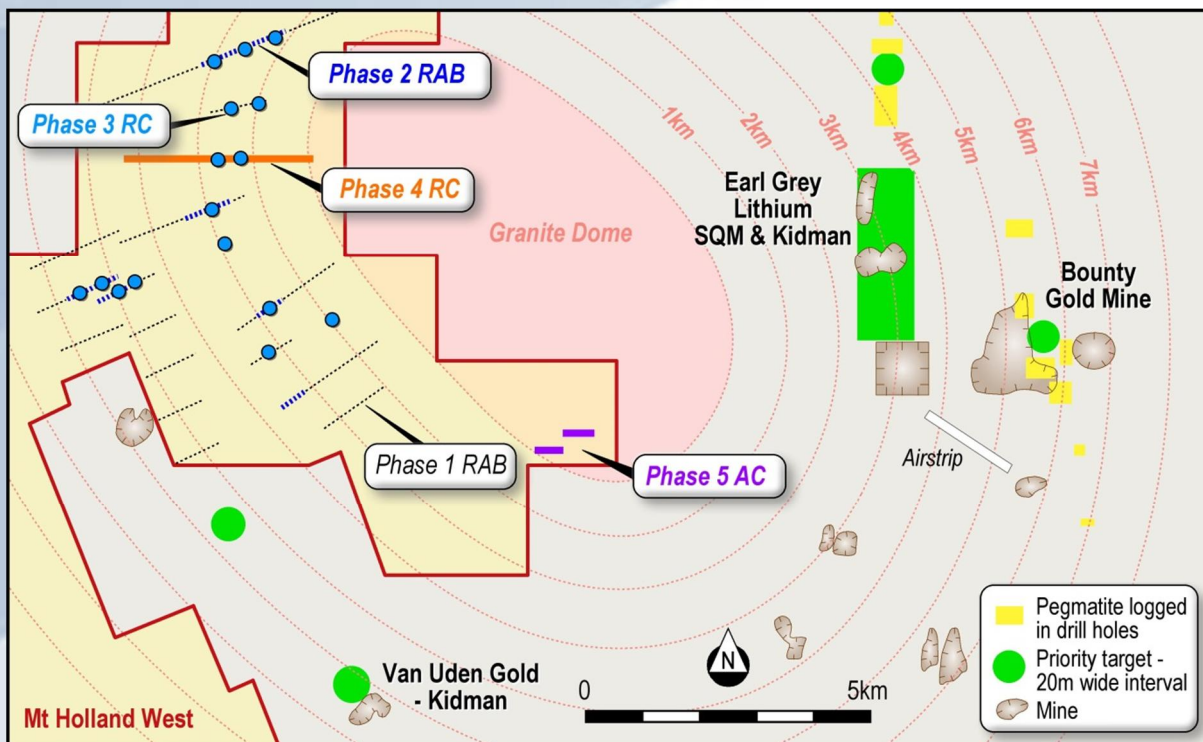 Phase 2 RAB
Phase 3 RC
Phase 4 RC
Granite Dome
1km
2km
3km
4km
5km
6km
7km
Earl Grey
Lithium
SQM & Kidman
Bounty
Gold Mine
Airstrip
Phase 1 RAB
Phase 5 AC
Van Uden Gold
- Kidman
Mt Holland West
N
0
5km
Pegmatite logged
in drill holes
Priority target -
20m wide interval
Mine